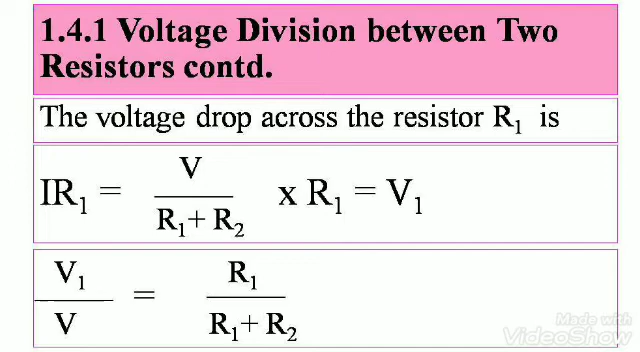 1.4.1 Voltage Division between Two
Resistors contd.
The voltage drop across the resistor R₁ is
IR₁ = V / (R₁+ R₂) x R₁ = V₁
V₁ / V = R₁ / (R₁+ R₂)
Made with
VideoShow